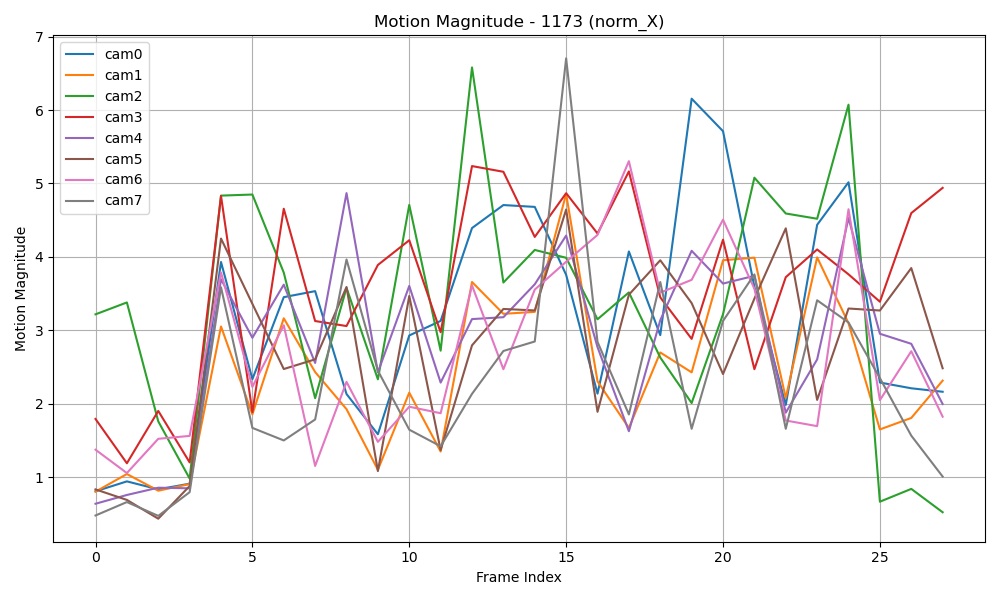 Motion Magnitude - 1173 (norm_X)
7
6
5
4
3
2
1
Motion Magnitude
cam0
cam1
cam2
cam3
cam4
cam5
cam6
cam7
0 5 10 15 20 25
Frame Index